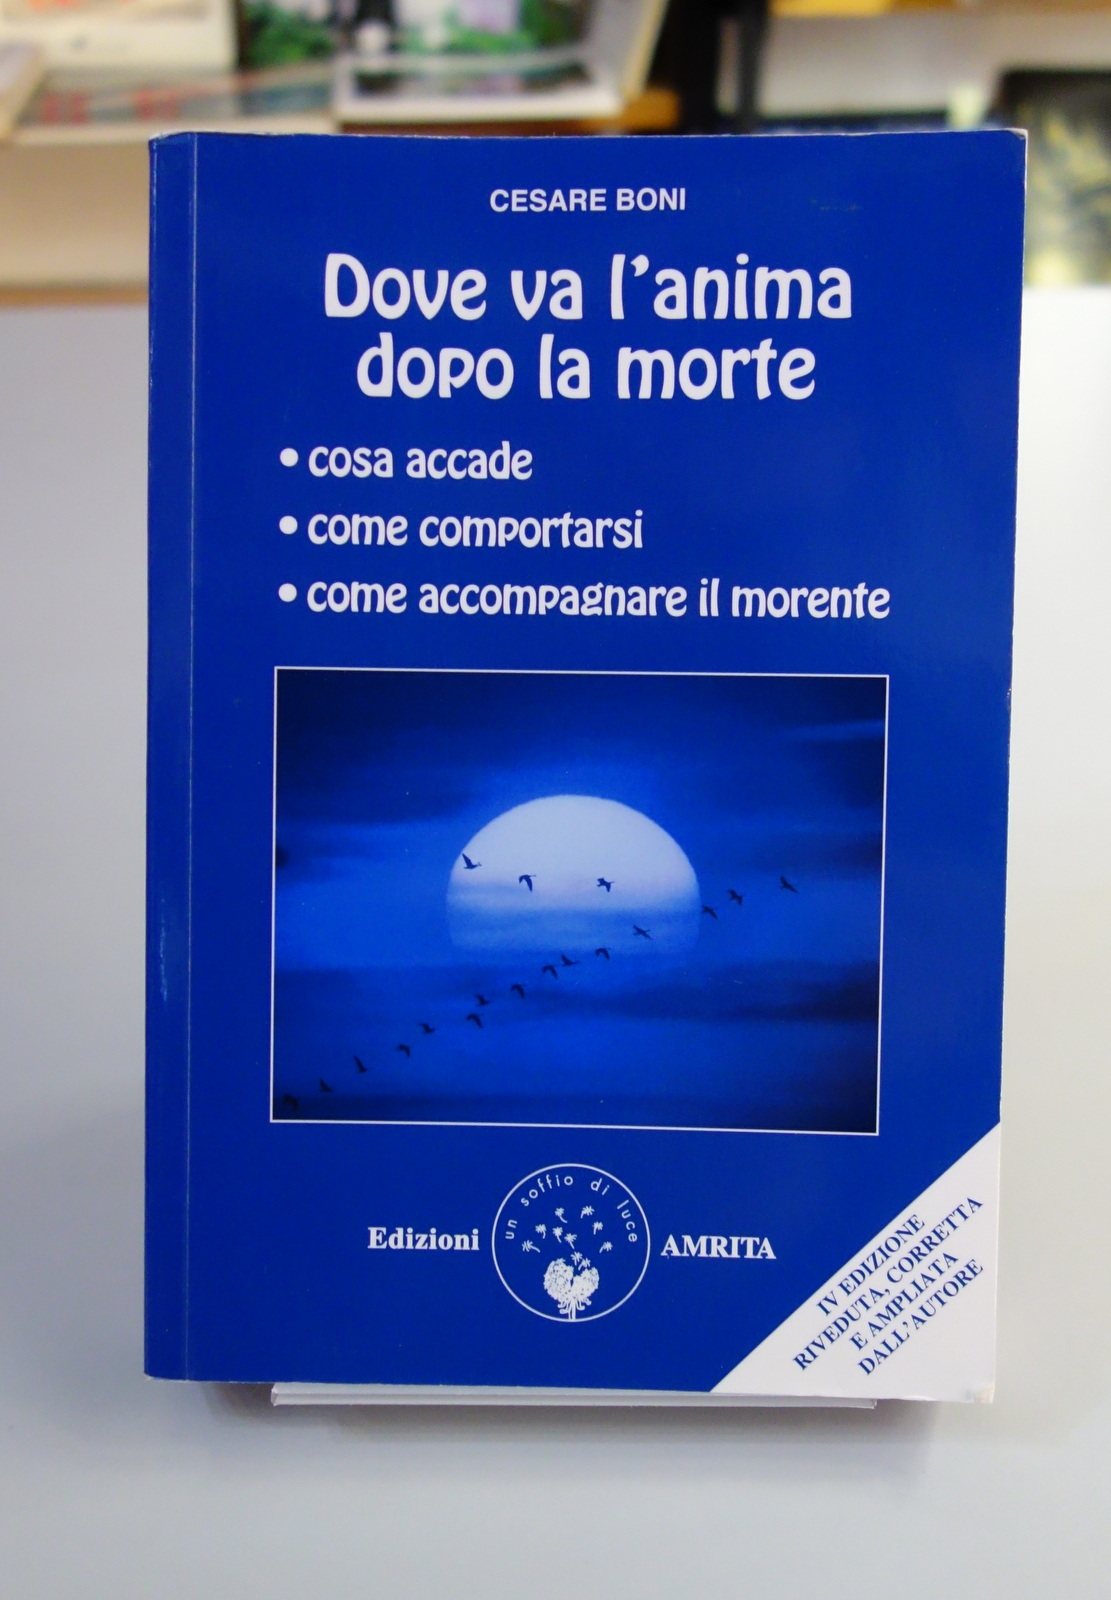 CESARE BONI
Dove va l'anima
dopo la morte
• cosa accade
• come comportarsi
• come accompagnare il morente
un soffio di luce
Edizioni AMRITA
IV EDIZIONE
RIVEDUTA, CORRETTA
E AMPLIATA
DALL'AUTORE